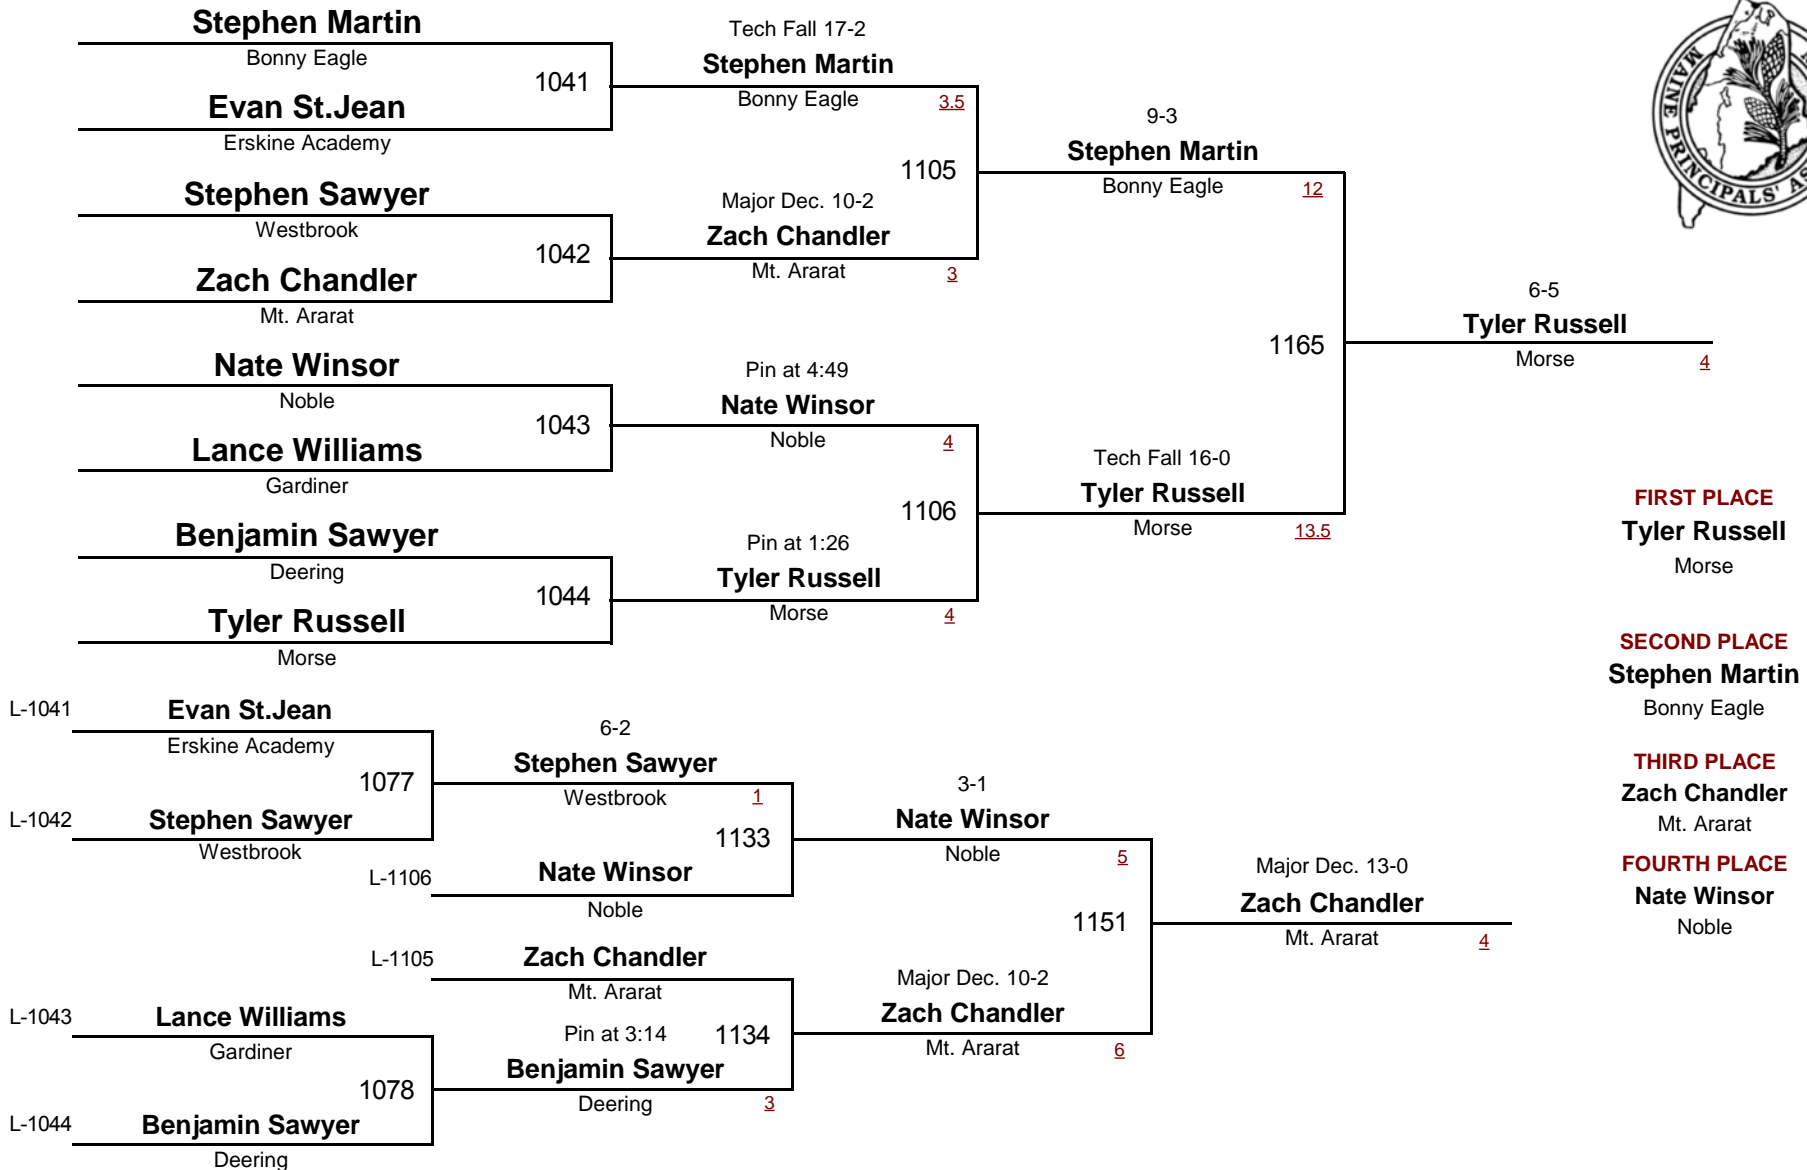 Stephen Martin
Bonny Eagle
1041
Evan St.Jean
Erskine Academy
Stephen Sawyer
Westbrook
1042
Zach Chandler
Mt. Ararat
Nate Winsor
Noble
1043
Lance Williams
Gardiner
Benjamin Sawyer
Deering
1044
Tyler Russell
Morse
Tech Fall 17-2
Stephen Martin
Bonny Eagle
3.5
1105
Major Dec. 10-2
Zach Chandler
Mt. Ararat
3
Pin at 4:49
Nate Winsor
Noble
4
1106
Pin at 1:26
Tyler Russell
Morse
4
9-3
Stephen Martin
Bonny Eagle
12
1165
Tech Fall 16-0
Tyler Russell
Morse
13.5
6-5
Tyler Russell
Morse
4
MAINE PRINCIPALS' AS
FIRST PLACE
Tyler Russell
Morse
SECOND PLACE
Stephen Martin
Bonny Eagle
THIRD PLACE
Zach Chandler
Mt. Ararat
FOURTH PLACE
Nate Winsor
Noble
L-1041
Evan St.Jean
Erskine Academy
1077
L-1042
Stephen Sawyer
Westbrook
6-2
Stephen Sawyer
Westbrook
1
1133
L-1106
Nate Winsor
Noble
L-1105
Zach Chandler
Mt. Ararat
1134
Pin at 3:14
Benjamin Sawyer
Deering
3
L-1043
Lance Williams
Gardiner
1078
L-1044
Benjamin Sawyer
Deering
3-1
Nate Winsor
Noble
5
1151
Major Dec. 10-2
Zach Chandler
Mt. Ararat
6
Major Dec. 13-0
Zach Chandler
Mt. Ararat
4